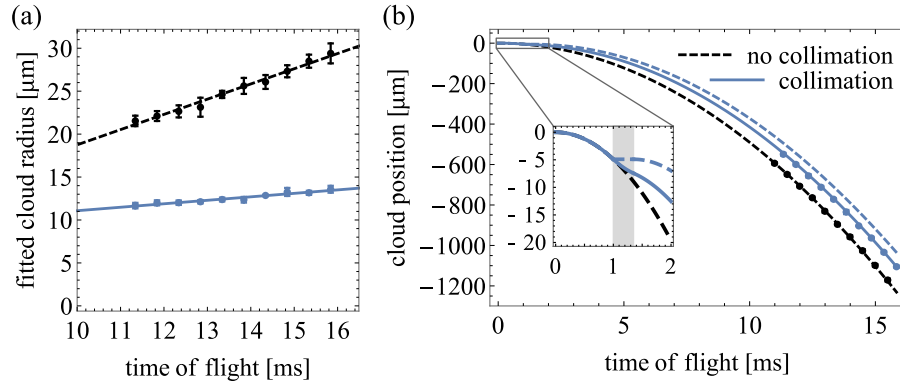 (a)
fitted cloud radius [μm]
30
25
20
15
10
5
0
10 11 12 13 14 15 16
time of flight [ms]
(b)
cloud position [μm]
0
−200
−400
−600
−800
−1000
−1200
0 5 10 15
time of flight [ms]
no collimation
collimation
0
- 5
- 10
- 15
- 20
0 1 2